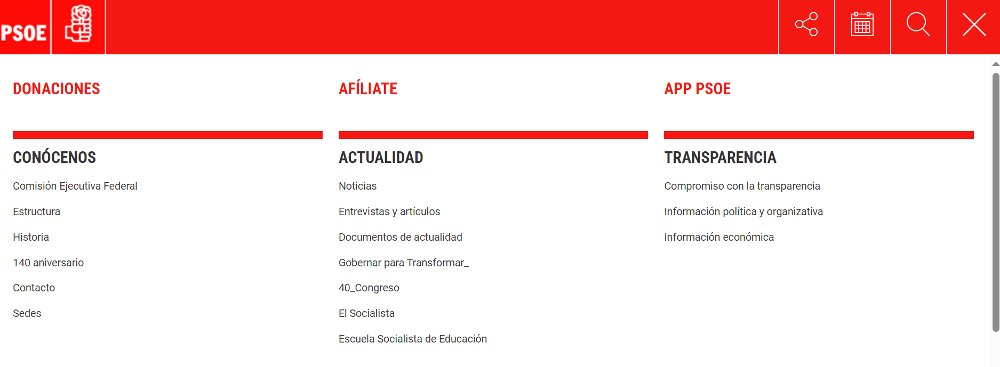 PSOE
DONACIONES
AFÍLIATE
APP PSOE
CONÓCENOS
Comisión Ejecutiva Federal
Estructura
Historia
140 aniversario
Contacto
Sedes
ACTUALIDAD
Noticias
Entrevistas y artículos
Documentos de actualidad
Gobernar para Transformar_
40_Congreso
El Socialista
Escuela Socialista de Educación
TRANSPARENCIA
Compromiso con la transparencia
Información política y organizativa
Información económica